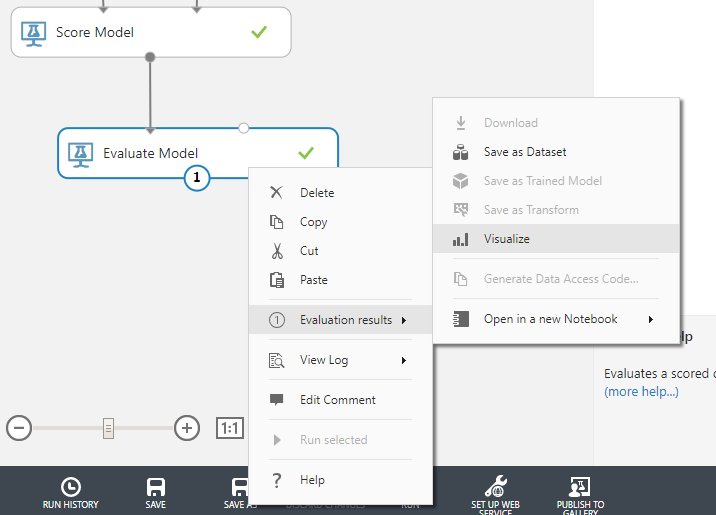 Score Model
Evaluate Model
1
Delete
Copy
Cut
Paste
1 Evaluation results
View Log
Edit Comment
Run selected
? Help
Download
Save as Dataset
Save as Trained Model
Save as Transform
Visualize
Generate Data Access Code...
Open in a new Notebook
lp
Evaluates a scored
(more help...)
1:1
RUN HISTORY
SAVE
SAVE AS
DISCARD CHANGES
RUN
SET UP WEB
SERVICE
PUBLISH TO
GALLERY